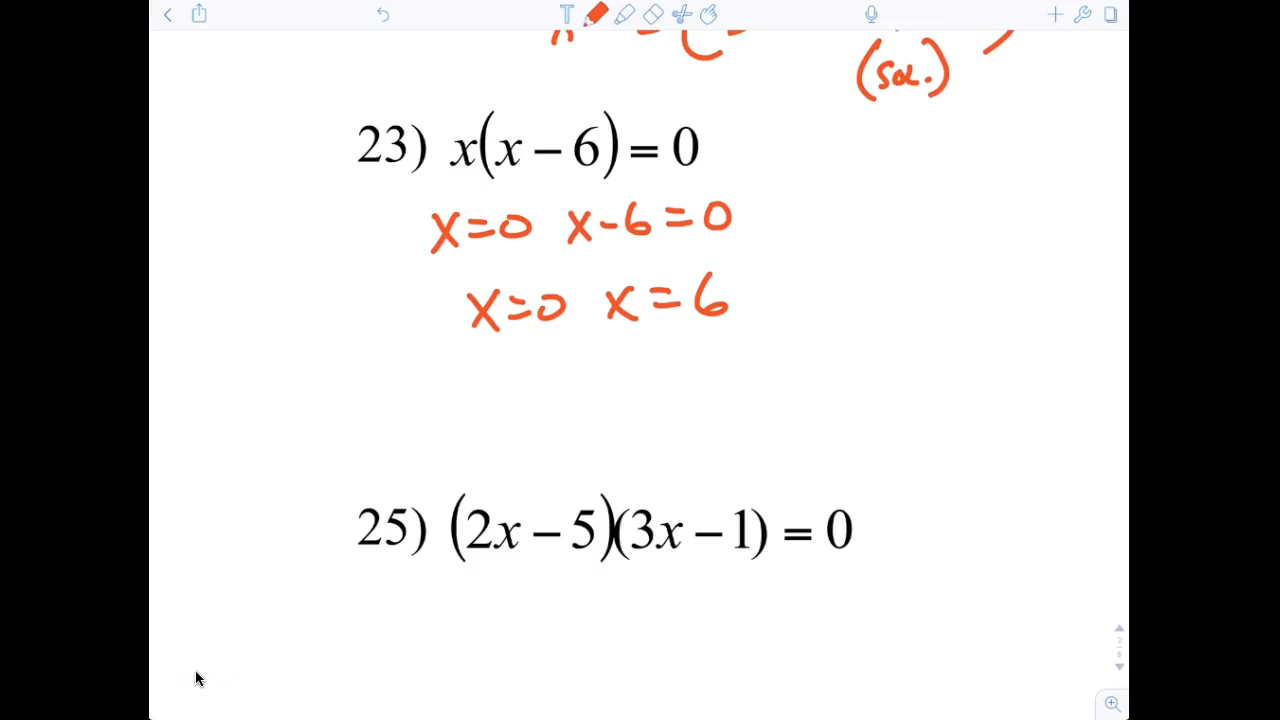 (sol.)
23) x(x − 6) = 0
x=0 x-6=0
x=0 x=6
25) (2x − 5)(3x − 1) = 0